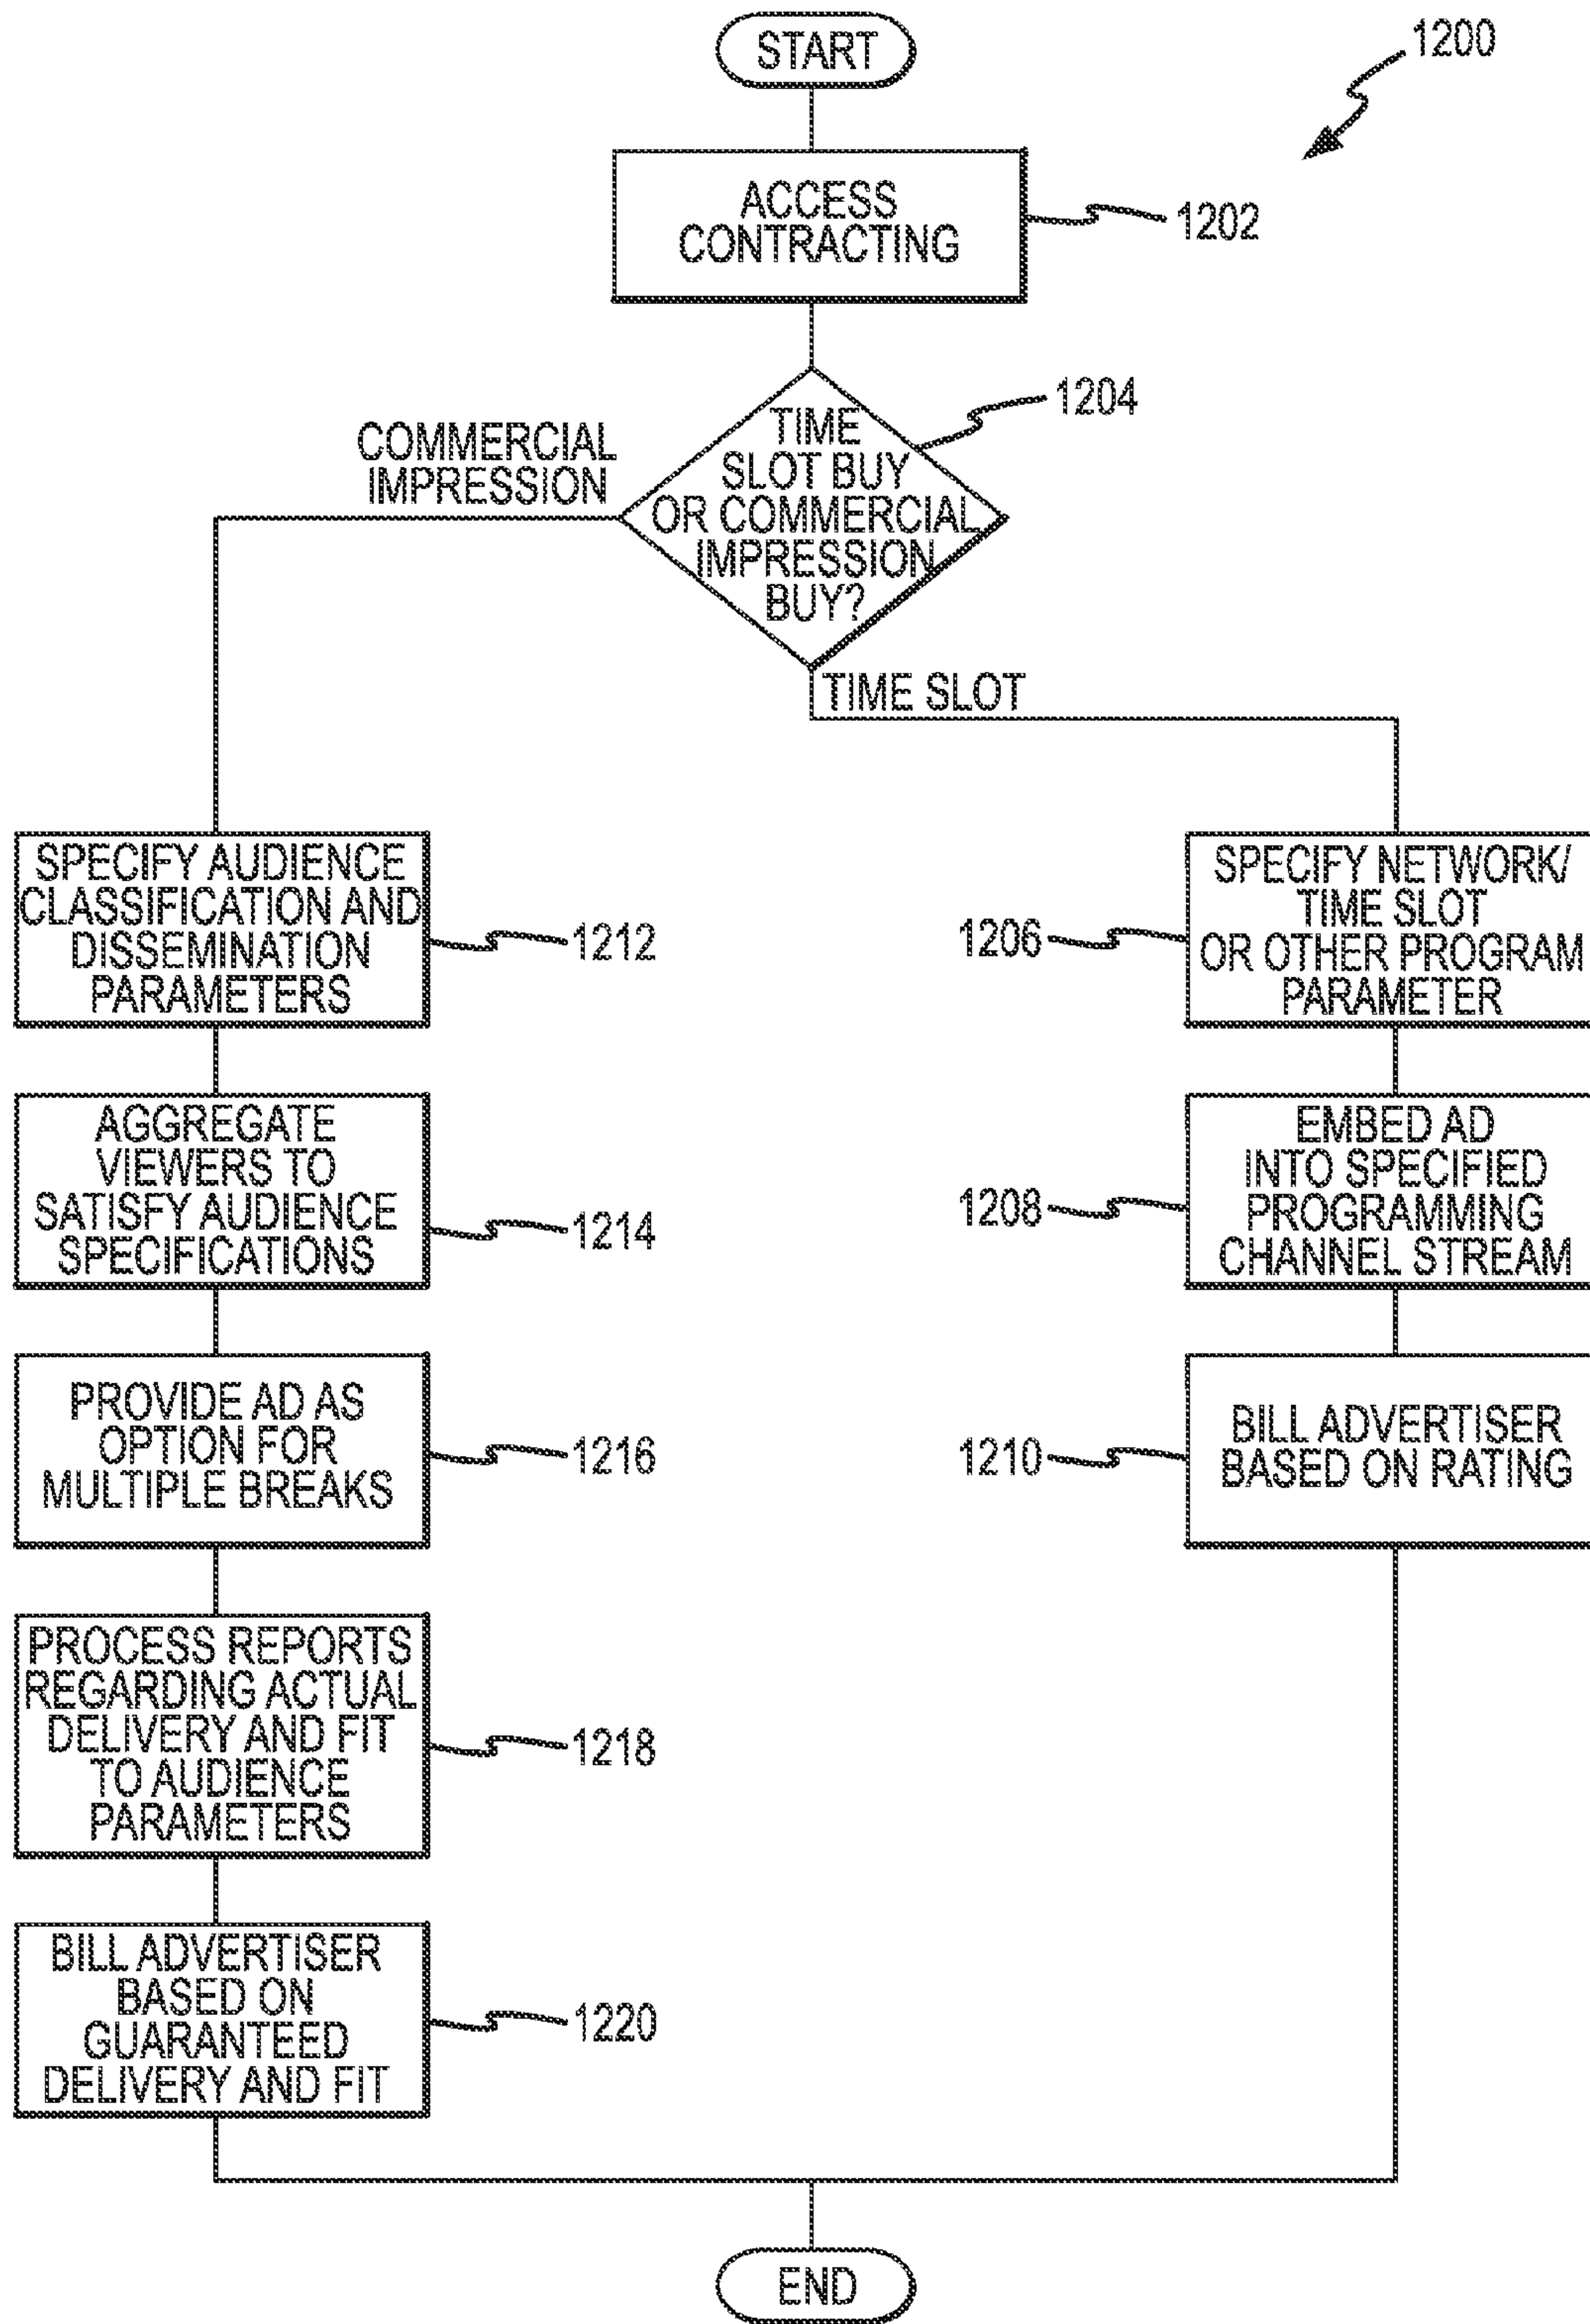 START
1200
ACCESS
CONTRACTING
1202
TIME
SLOT BUY
OR COMMERCIAL
IMPRESSION
BUY?
1204
COMMERCIAL
IMPRESSION
TIME SLOT
SPECIFY AUDIENCE
CLASSIFICATION AND
DISSEMINATION
PARAMETERS
1212
AGGREGATE
VIEWERS TO
SATISFY AUDIENCE
SPECIFICATIONS
1214
PROVIDE AD AS
OPTION FOR
MULTIPLE BREAKS
1216
PROCESS REPORTS
REGARDING ACTUAL
DELIVERY AND FIT
TO AUDIENCE
PARAMETERS
1218
BILL ADVERTISER
BASED ON
GUARANTEED
DELIVERY AND FIT
1220
SPECIFY NETWORK/
TIME SLOT
OR OTHER PROGRAM
PARAMETER
1206
EMBED AD
INTO SPECIFIED
PROGRAMMING
CHANNEL STREAM
1208
BILL ADVERTISER
BASED ON RATING
1210
END